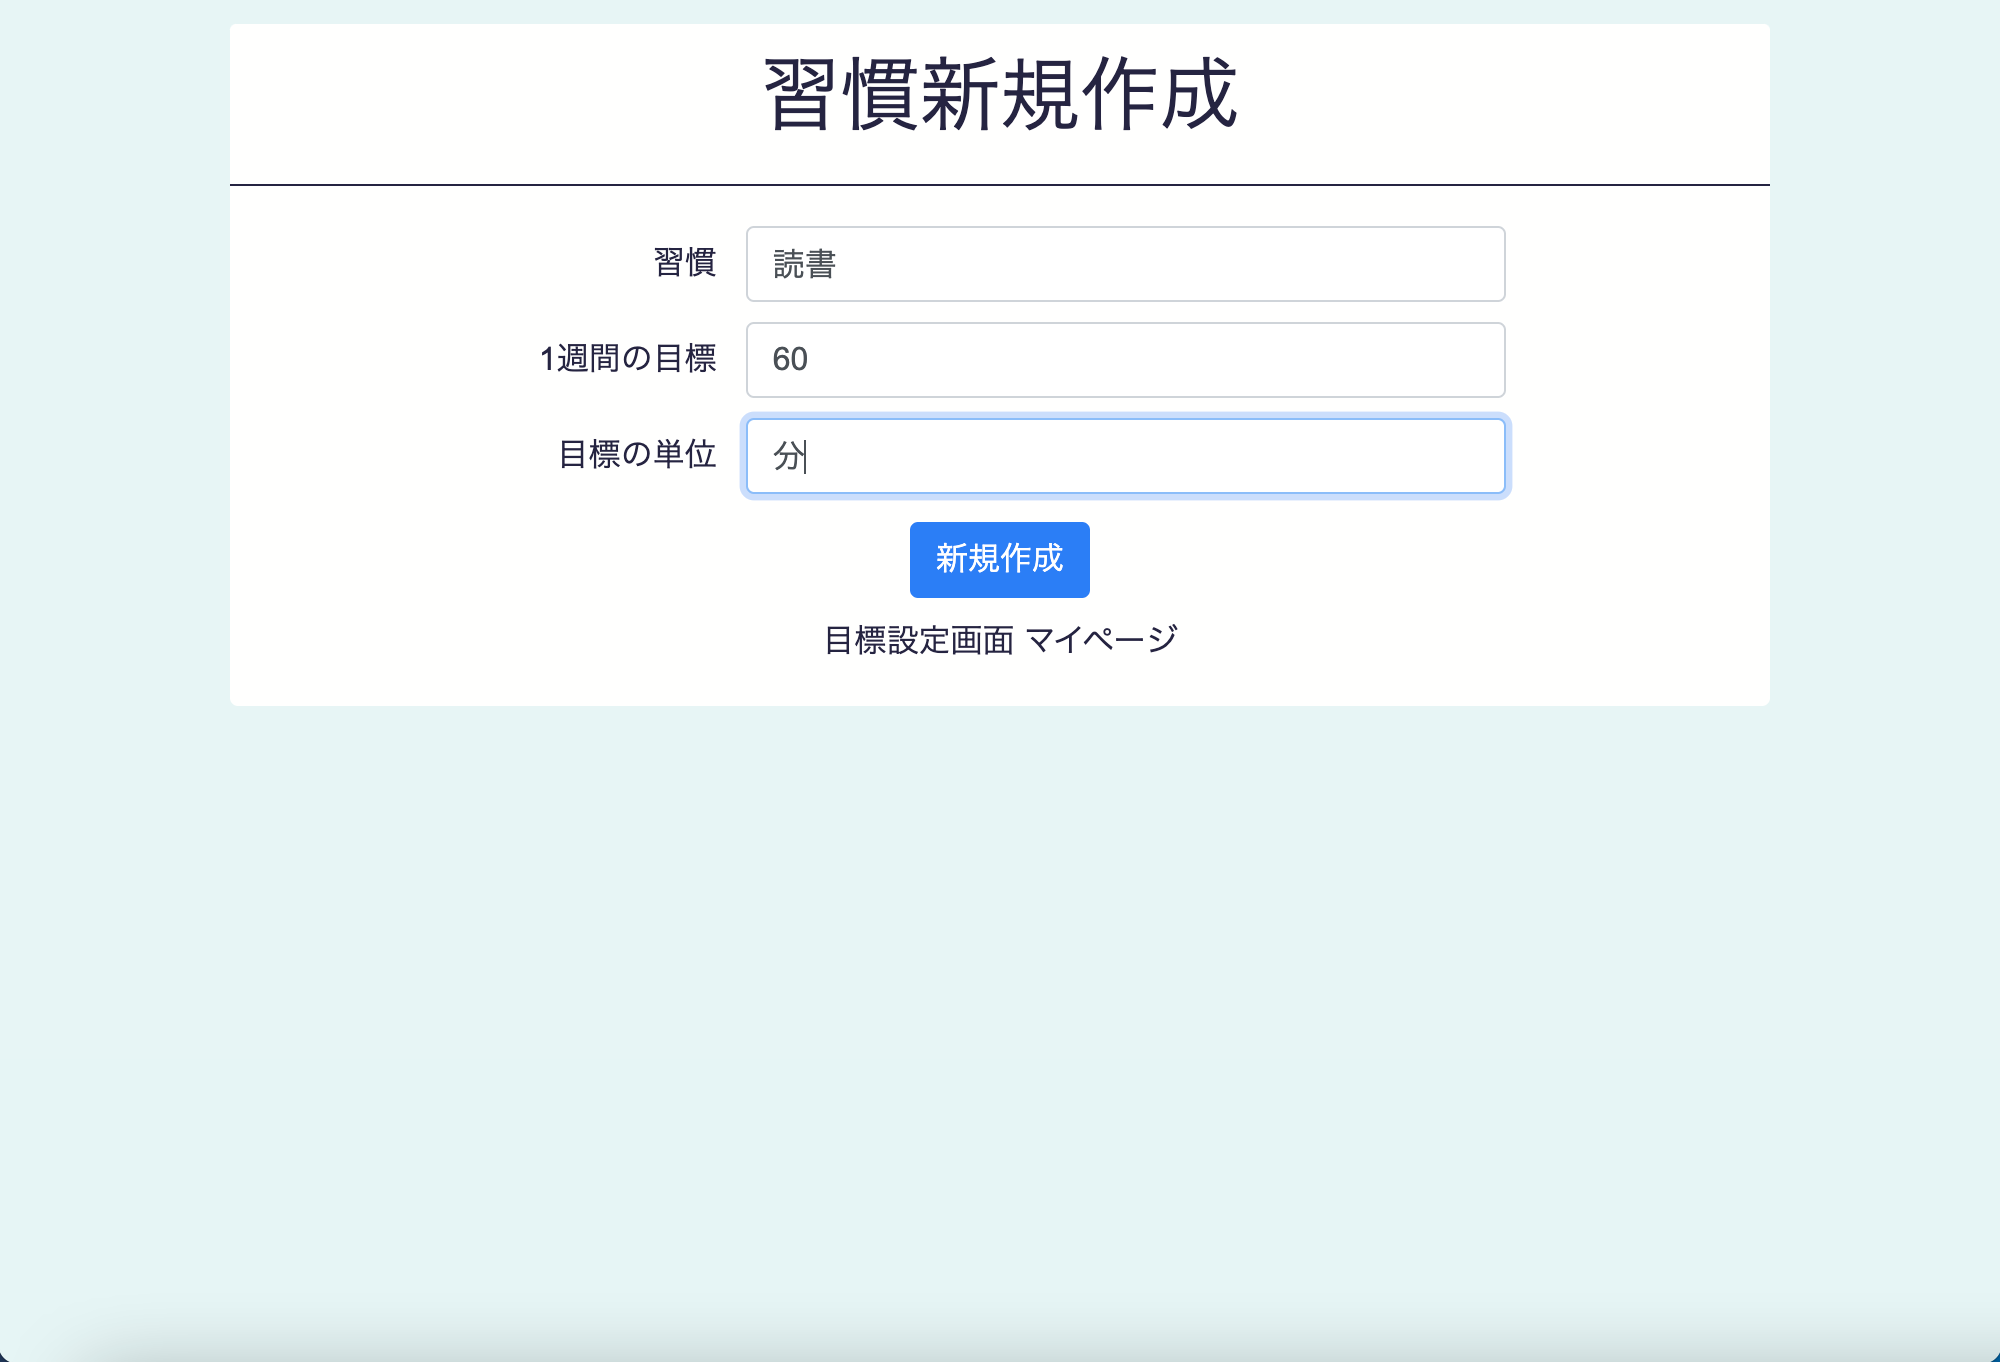 習慣新規作成
習慣 読書
1週間の目標 60
目標の単位 分
新規作成
目標設定画面 マイページ